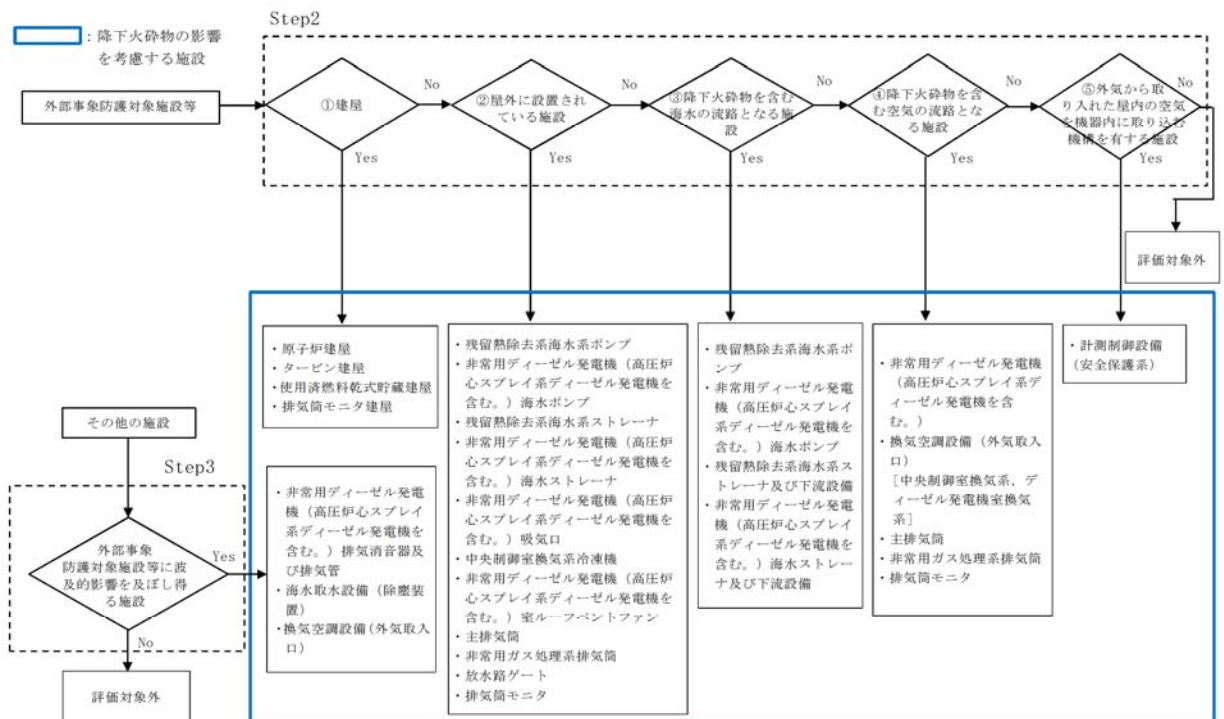 Step2
：降下火砕物の影響
を考慮する施設
外部事象防護対象施設等
①建屋
No
Yes
②屋外に設置され
ている施設
No
Yes
③降下火砕物を含む
海水の流路となる施
設
No
Yes
④降下火砕物を含
む空気の流路とな
る施設
No
Yes
⑤外気から取
り入れた屋内の空気
を機器内に取り込む
機構を有する施設
No
Yes
評価対象外
・原子炉建屋
・タービン建屋
・使用済燃料乾式貯蔵建屋
・排気筒モニタ建屋
・残留熱除去系海水系ポンプ
・非常用ディーゼル発電機（高圧炉
心スプレイ系ディーゼル発電機を
含む。）海水ポンプ
・残留熱除去系海水系ストレーナ
・非常用ディーゼル発電機（高圧炉
心スプレイ系ディーゼル発電機を
含む。）海水ストレーナ
・非常用ディーゼル発電機（高圧炉
心スプレイ系ディーゼル発電機を
含む。）吸気口
・中央制御室換気系冷凍機
・非常用ディーゼル発電機（高圧炉
心スプレイ系ディーゼル発電機を
含む。）室ルーフベントファン
・主排気筒
・非常用ガス処理系排気筒
・放水路ゲート
・排気筒モニタ
・残留熱除去系海水系ポ
ンプ
・非常用ディーゼル発電
機（高圧炉心スプレイ
系ディーゼル発電機を
含む。）海水ポンプ
・残留熱除去系海水系ス
トレーナ及び下流設備
・非常用ディーゼル発電
機（高圧炉心スプレイ
系ディーゼル発電機を
含む。）海水ストレー
ナ及び下流設備
・非常用ディーゼル発電機
（高圧炉心スプレイ系ディ
ーゼル発電機を含
む。）
・換気空調設備（外気取入
口）
［中央制御室換気系，デ
ィーゼル発電機室換気
系］
・主排気筒
・非常用ガス処理系排気筒
・排気筒モニタ
・計測制御設備
（安全保護系）
その他の施設
Step3
外部事象
防護対象施設等に波
及的影響を及ぼし得
る施設
Yes
No
評価対象外
・非常用ディーゼル発電
機（高圧炉心スプレイ
系ディーゼル発電機を
含む。）排気消音器及
び排気管
・海水取水設備（除塵装
置）
・換気空調設備（外気取入
口）